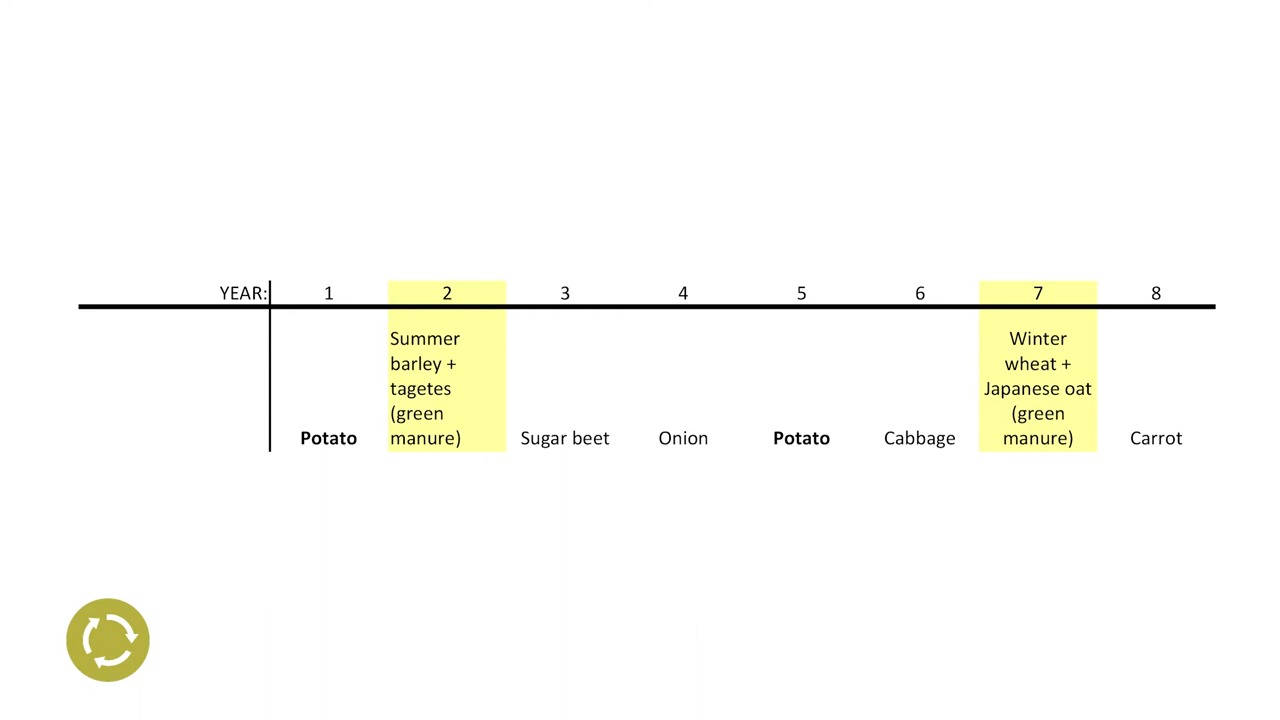 YEAR: 1 2 3 4 5 6 7 8
Potato
Summer
barley +
tagetes
(green
manure)
Sugar beet
Onion
Potato
Cabbage
Winter
wheat +
Japanese oat
(green
manure)
Carrot